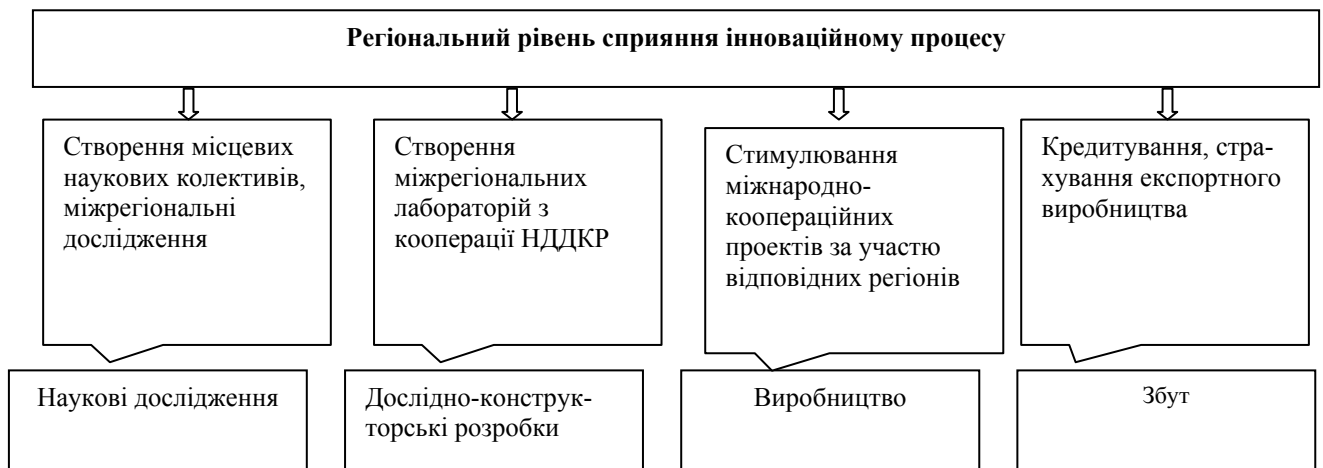 Регіональний рівень сприяння інноваційному процесу
Створення місцевих
наукових колективів,
міжрегіональні
дослідження
Створення
міжрегіональних
лабораторій з
кооперації НДДКР
Стимулювання
міжнародно-
коопераційних
проектів за участю
відповідних регіонів
Кредитування, стра-
хування експортного
виробництва
Наукові дослідження
Дослідно-конструк-
торські розробки
Виробництво
Збут